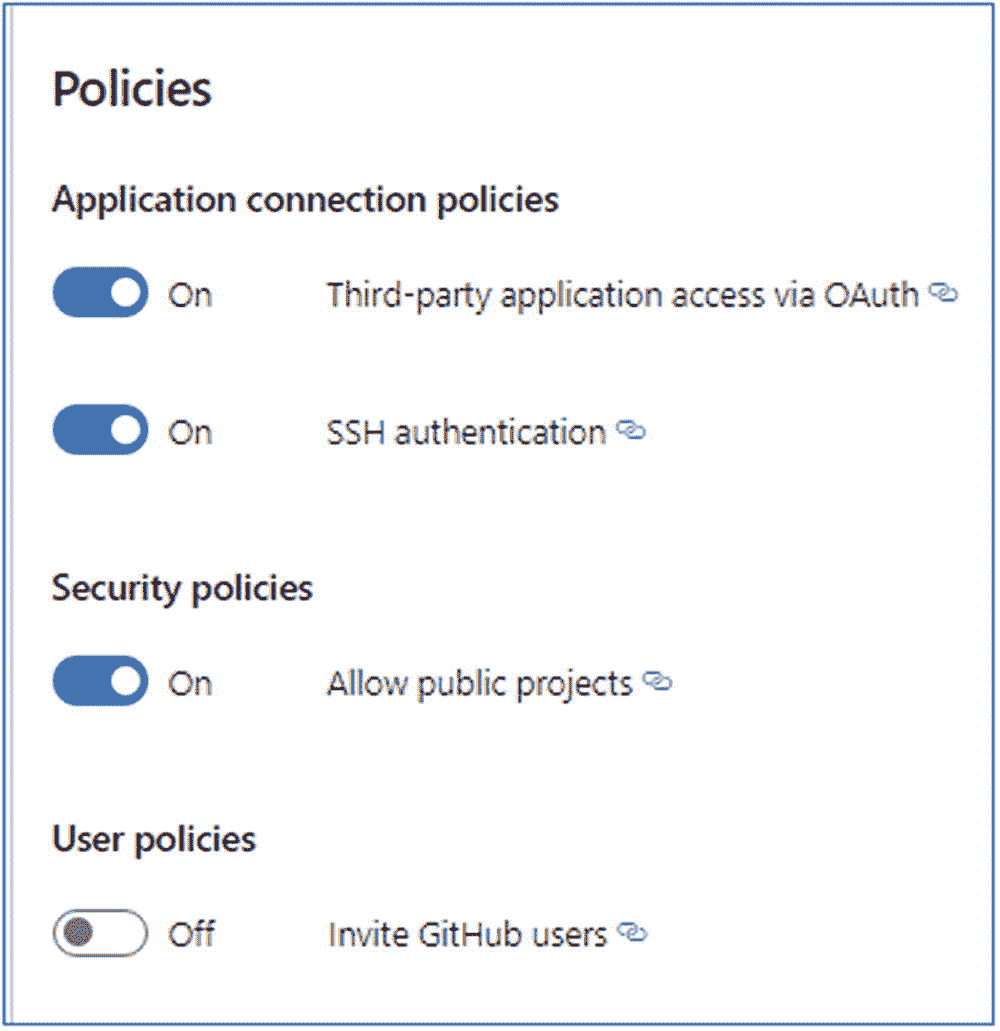 Policies
Application connection policies
On Third-party application access via OAuth
On SSH authentication
Security policies
On Allow public projects
User policies
Off Invite GitHub users